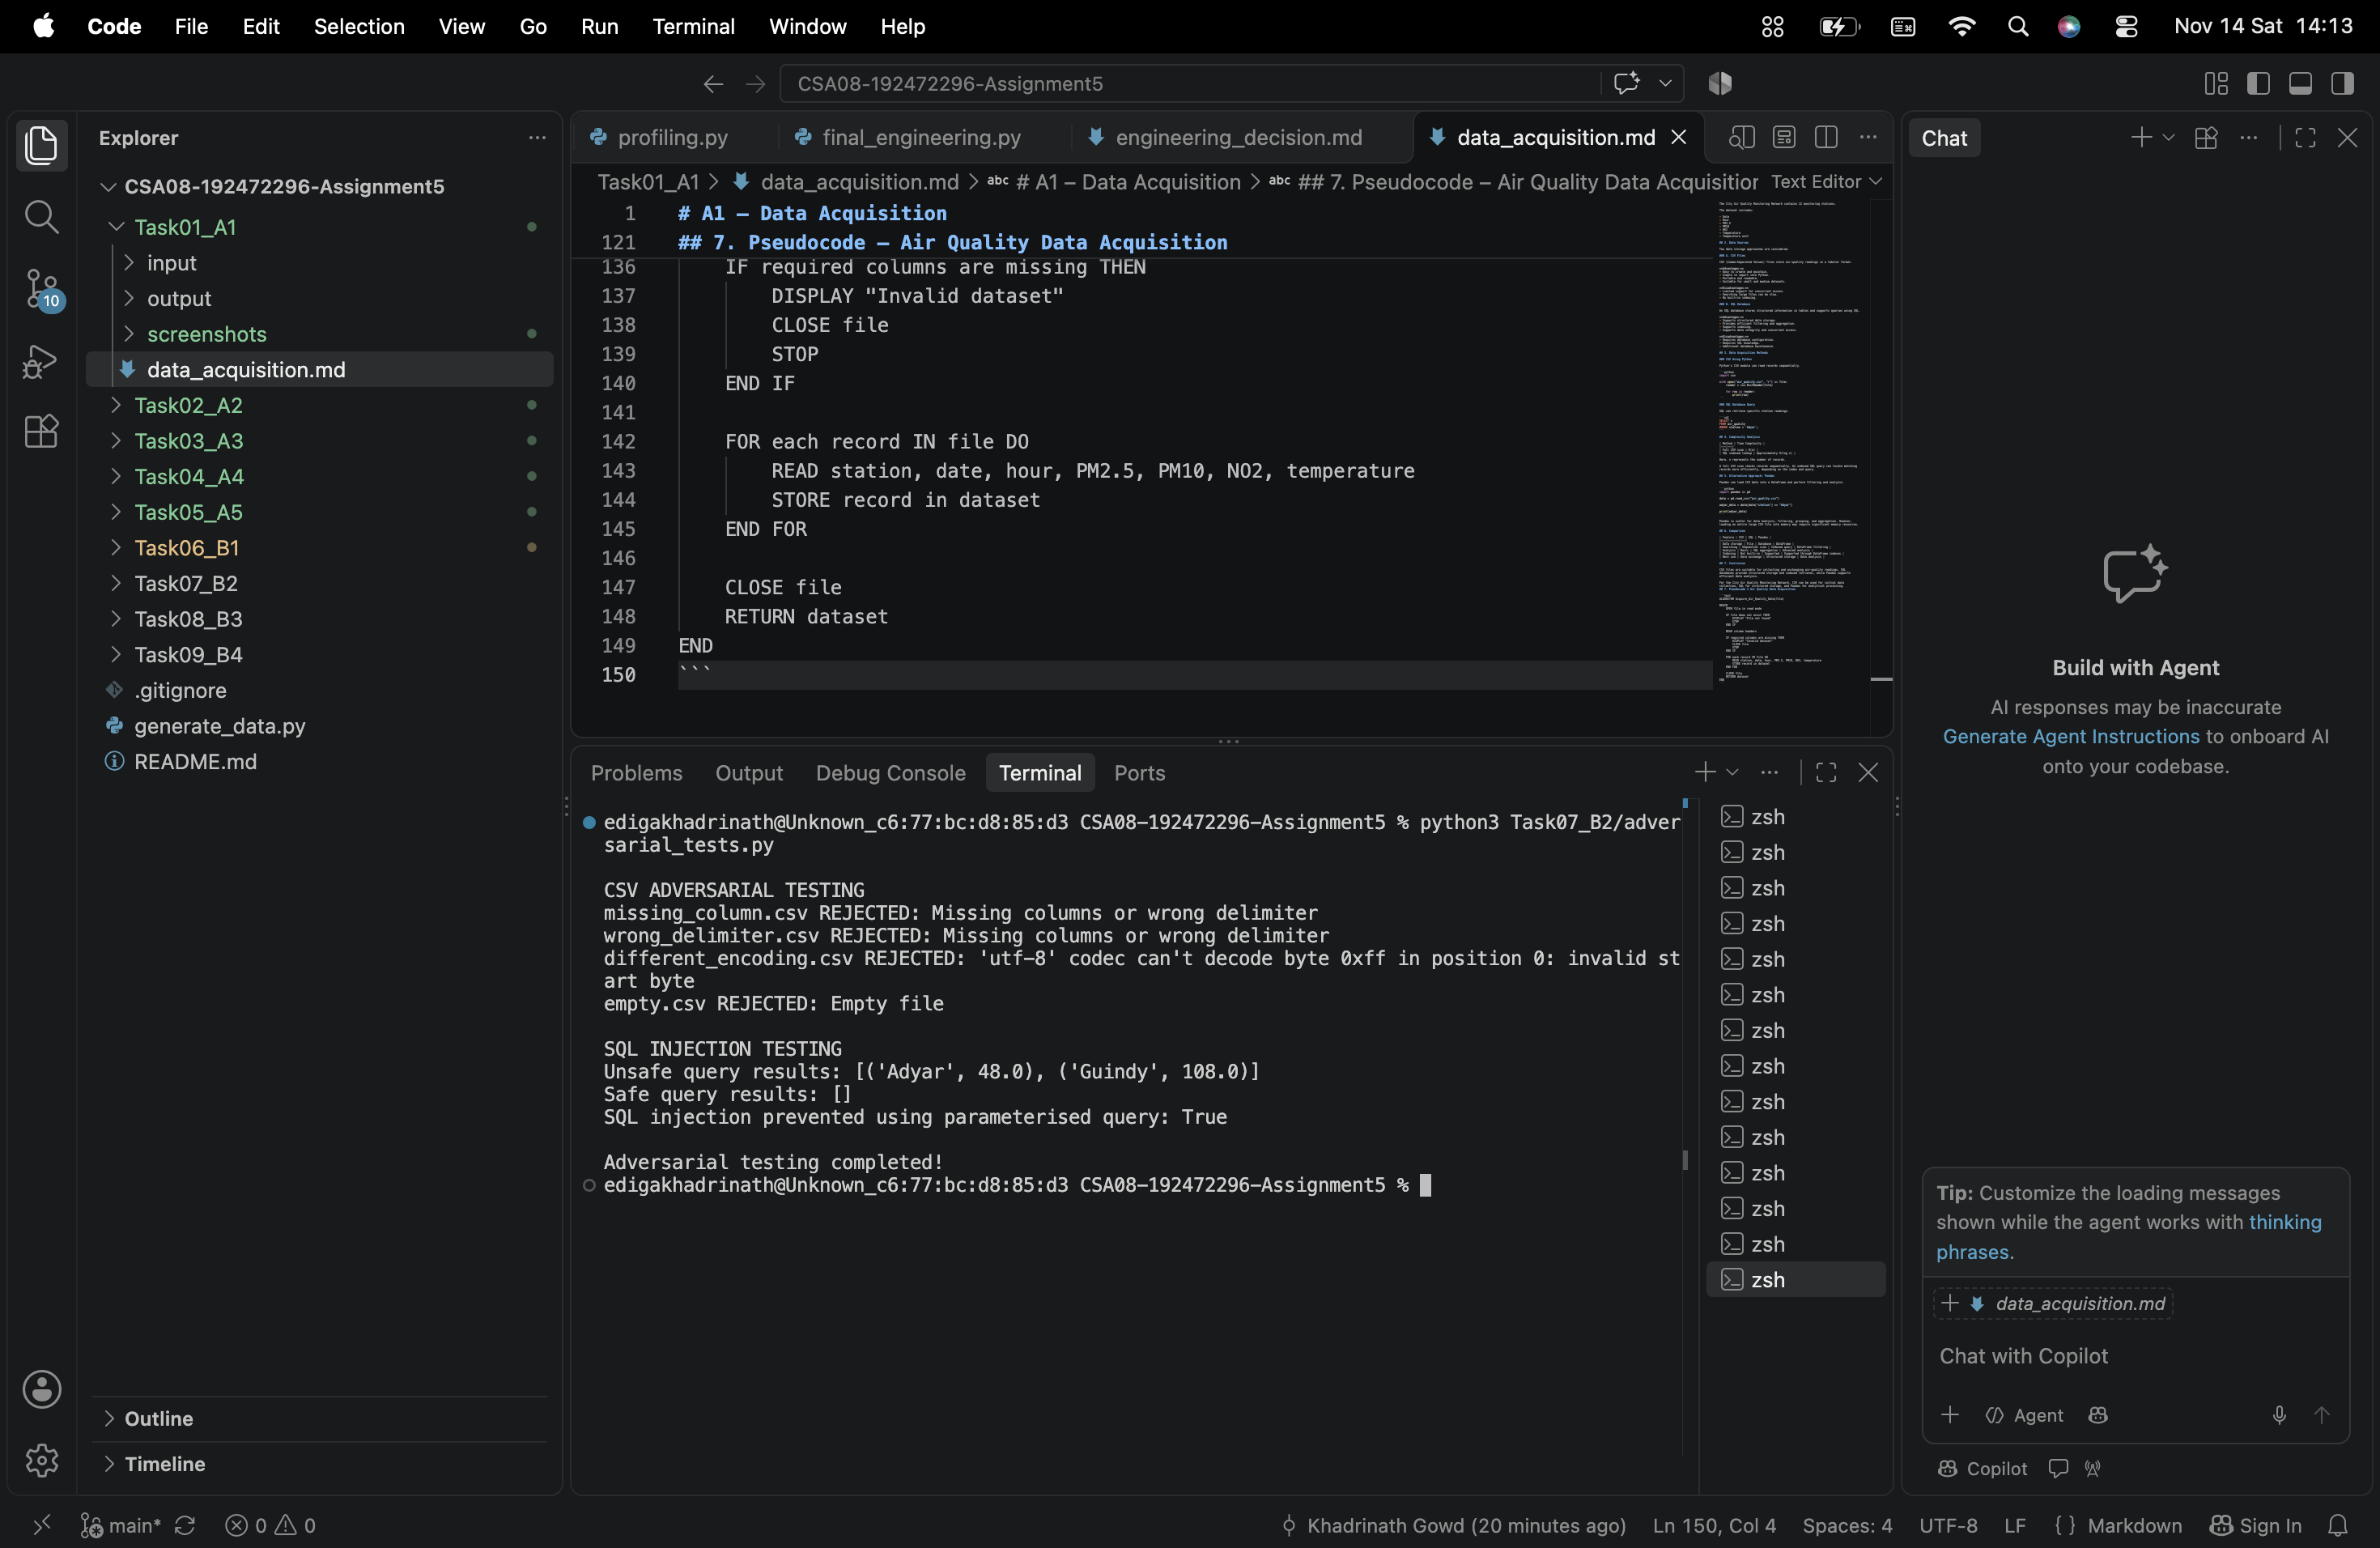 Code File Edit Selection View Go Run Terminal Window Help Nov 14 Sat 14:13
CSA08-192472296-Assignment5
Explorer
CSA08-192472296-Assignment5
Task01_A1
input
output
screenshots
data_acquisition.md
Task02_A2
Task03_A3
Task04_A4
Task05_A5
Task06_B1
Task07_B2
Task08_B3
Task09_B4
.gitignore
generate_data.py
README.md
Outline
Timeline
10
profiling.py final_engineering.py engineering_decision.md data_acquisition.md
Task01_A1 > data_acquisition.md > abc # A1 – Data Acquisition > abc ## 7. Pseudocode – Air Quality Data Acquisition Text Editor
1 # A1 – Data Acquisition
121 ## 7. Pseudocode – Air Quality Data Acquisition
136 IF required columns are missing THEN
137 DISPLAY "Invalid dataset"
138 CLOSE file
139 STOP
140 END IF
141
142 FOR each record IN file DO
143 READ station, date, hour, PM2.5, PM10, NO2, temperature
144 STORE record in dataset
145 END FOR
146
147 CLOSE file
148 RETURN dataset
149 END
150 ```
Problems Output Debug Console Terminal Ports
edigakhadrinath@Unknown_c6:77:bc:d8:85:d3 CSA08-192472296-Assignment5 % python3 Task07_B2/adver
sarial_tests.py
CSV ADVERSARIAL TESTING
missing_column.csv REJECTED: Missing columns or wrong delimiter
wrong_delimiter.csv REJECTED: Missing columns or wrong delimiter
different_encoding.csv REJECTED: 'utf-8' codec can't decode byte 0xff in position 0: invalid st
art byte
empty.csv REJECTED: Empty file
SQL INJECTION TESTING
Unsafe query results: [('Adyar', 48.0), ('Guindy', 108.0)]
Safe query results: []
SQL injection prevented using parameterised query: True
Adversarial testing completed!
edigakhadrinath@Unknown_c6:77:bc:d8:85:d3 CSA08-192472296-Assignment5 %
zsh
zsh
zsh
zsh
zsh
zsh
zsh
zsh
zsh
zsh
zsh
zsh
zsh
zsh
Chat
Build with Agent
AI responses may be inaccurate
Generate Agent Instructions to onboard AI
onto your codebase.
Tip: Customize the loading messages
shown while the agent works with thinking
phrases.
data_acquisition.md
Chat with Copilot
Agent
Copilot
main* 0 0 Khadrinath Gowd (20 minutes ago) Ln 150, Col 4 Spaces: 4 UTF-8 LF {} Markdown Sign In